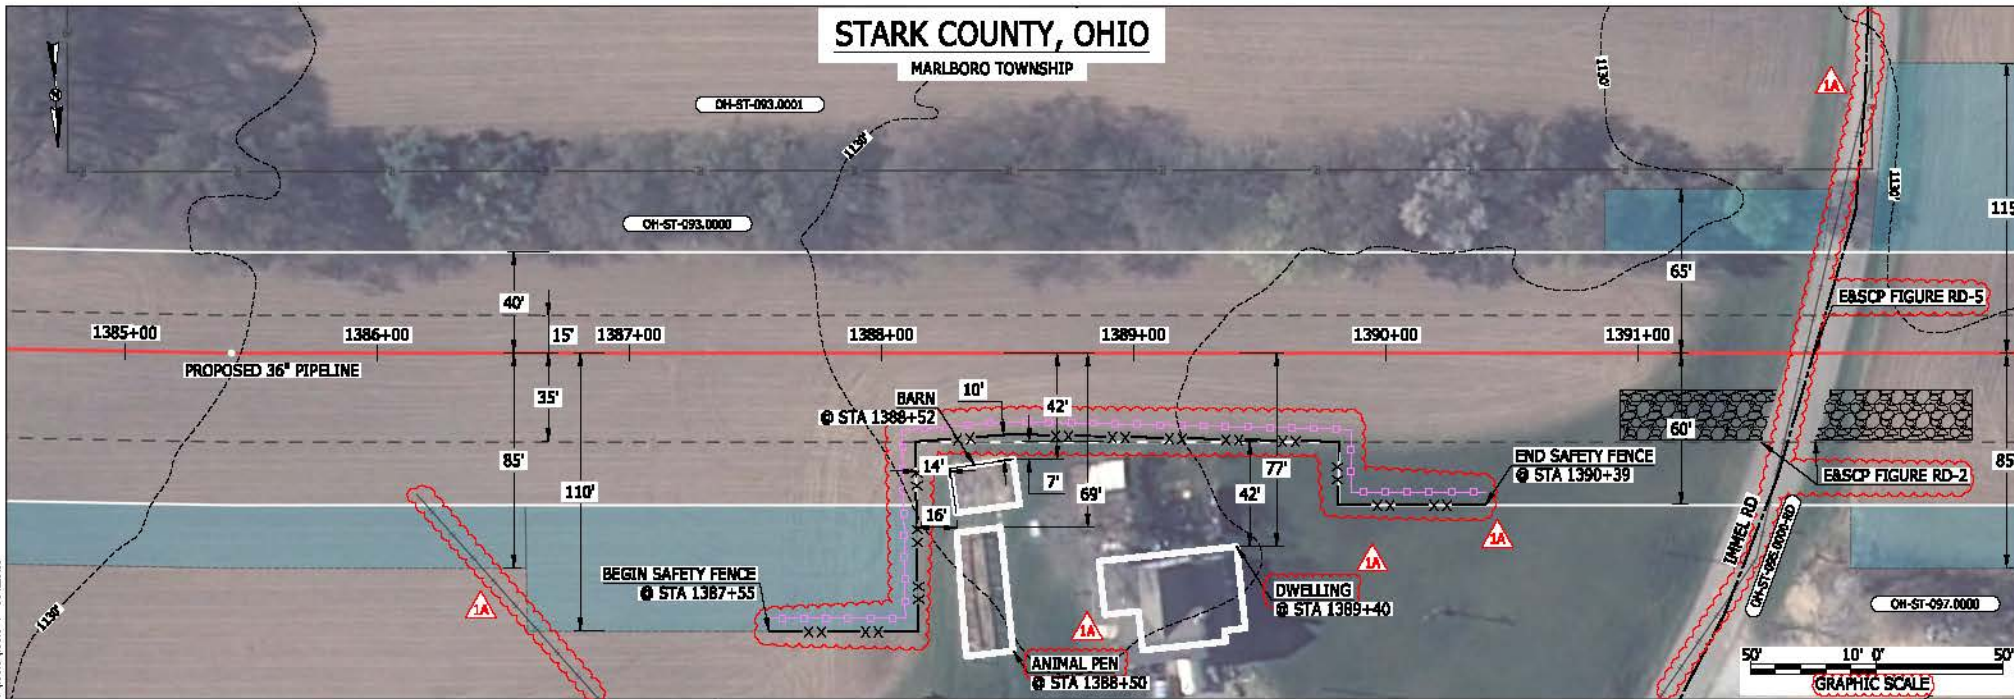 STARK COUNTY, OHIO
MARLBORO TOWNSHIP
OH-ST-093.0001
1130'
1130'
1A
1130'
OH-ST-093.0000
115'
65'
40'
E&SCP FIGURE RD-5
1385+00
1386+00
15'
1387+00
1388+00
1389+00
1390+00
1391+00
PROPOSED 36" PIPELINE
35'
BARN
@ STA 1388+52
10'
42'
60'
85'
14'
7'
77'
END SAFETY FENCE
@ STA 1390+39
E&SCP FIGURE RD-2
85'
110'
16'
69'
42'
1A
IMMEL RD
OH-ST-095.0000-RD
BEGIN SAFETY FENCE
@ STA 1387+55
1A
1A
DWELLING
@ STA 1389+40
OH-ST-097.0000
1130'
1A
ANIMAL PEN
@ STA 1388+50
50' 10' 0' 50'
GRAPHIC SCALE